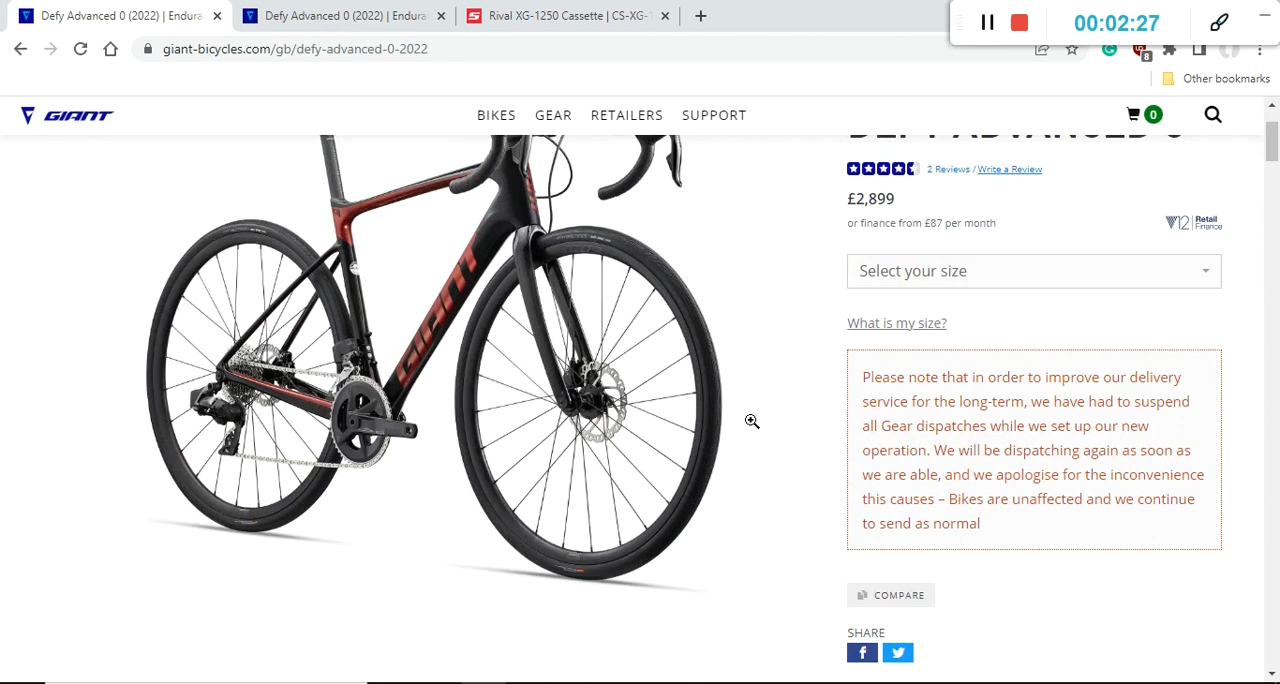 Defy Advanced 0 (2022) | Endura
Defy Advanced 0 (2022) | Endura
Rival XG-1250 Cassette | CS-XG-1
00:02:27
giant-bicycles.com/gb/defy-advanced-0-2022
8
Other bookmarks
GIANT
BIKES
GEAR
RETAILERS
SUPPORT
0
DEFY ADVANCED 0
2 Reviews / Write a Review
£2,899
or finance from £87 per month
V12 Retail Finance
Select your size
What is my size?
Please note that in order to improve our delivery
service for the long-term, we have had to suspend
all Gear dispatches while we set up our new
operation. We will be dispatching again as soon as
we are able, and we apologise for the inconvenience
this causes – Bikes are unaffected and we continue
to send as normal
COMPARE
SHARE
GIANT